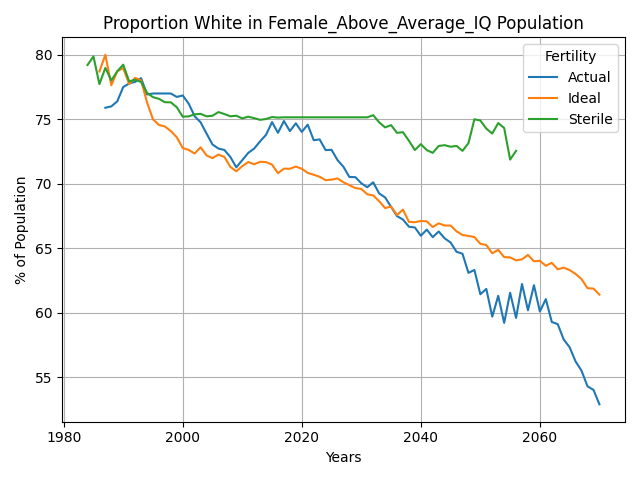 Proportion White in Female_Above_Average_IQ Population
% of Population
80
75
70
65
60
55
1980
2000
2020
2040
2060
Years
Fertility
Actual
Ideal
Sterile